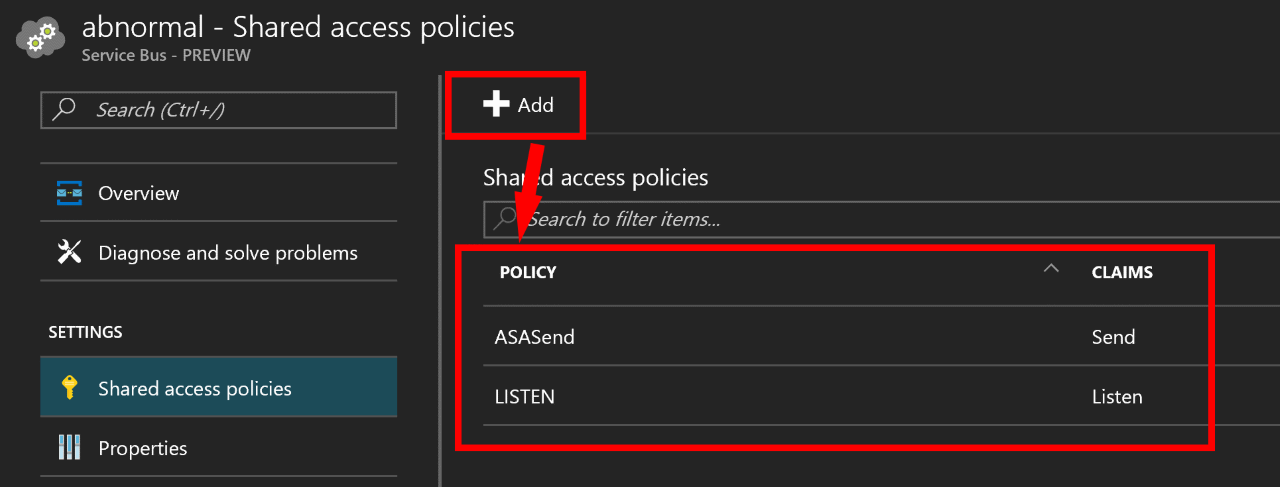 abnormal - Shared access policies
Service Bus - PREVIEW
Search (Ctrl+/)
Overview
Diagnose and solve problems
SETTINGS
Shared access policies
Properties
Add
Shared access policies
Search to filter items...
POLICY CLAIMS
ASASend Send
LISTEN Listen